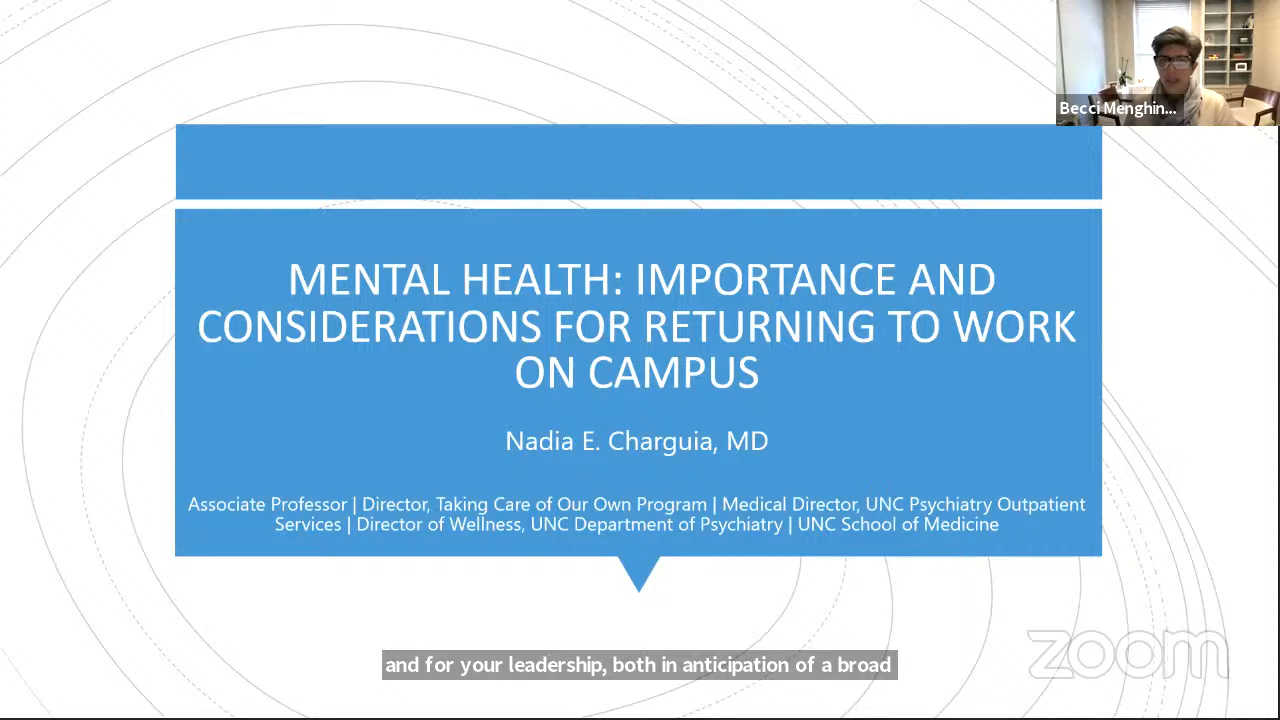 Becci Menghin...
MENTAL HEALTH: IMPORTANCE AND
CONSIDERATIONS FOR RETURNING TO WORK
ON CAMPUS
Nadia E. Charguia, MD
Associate Professor | Director, Taking Care of Our Own Program | Medical Director, UNC Psychiatry Outpatient
Services | Director of Wellness, UNC Department of Psychiatry | UNC School of Medicine
zoom
and for your leadership, both in anticipation of a broad